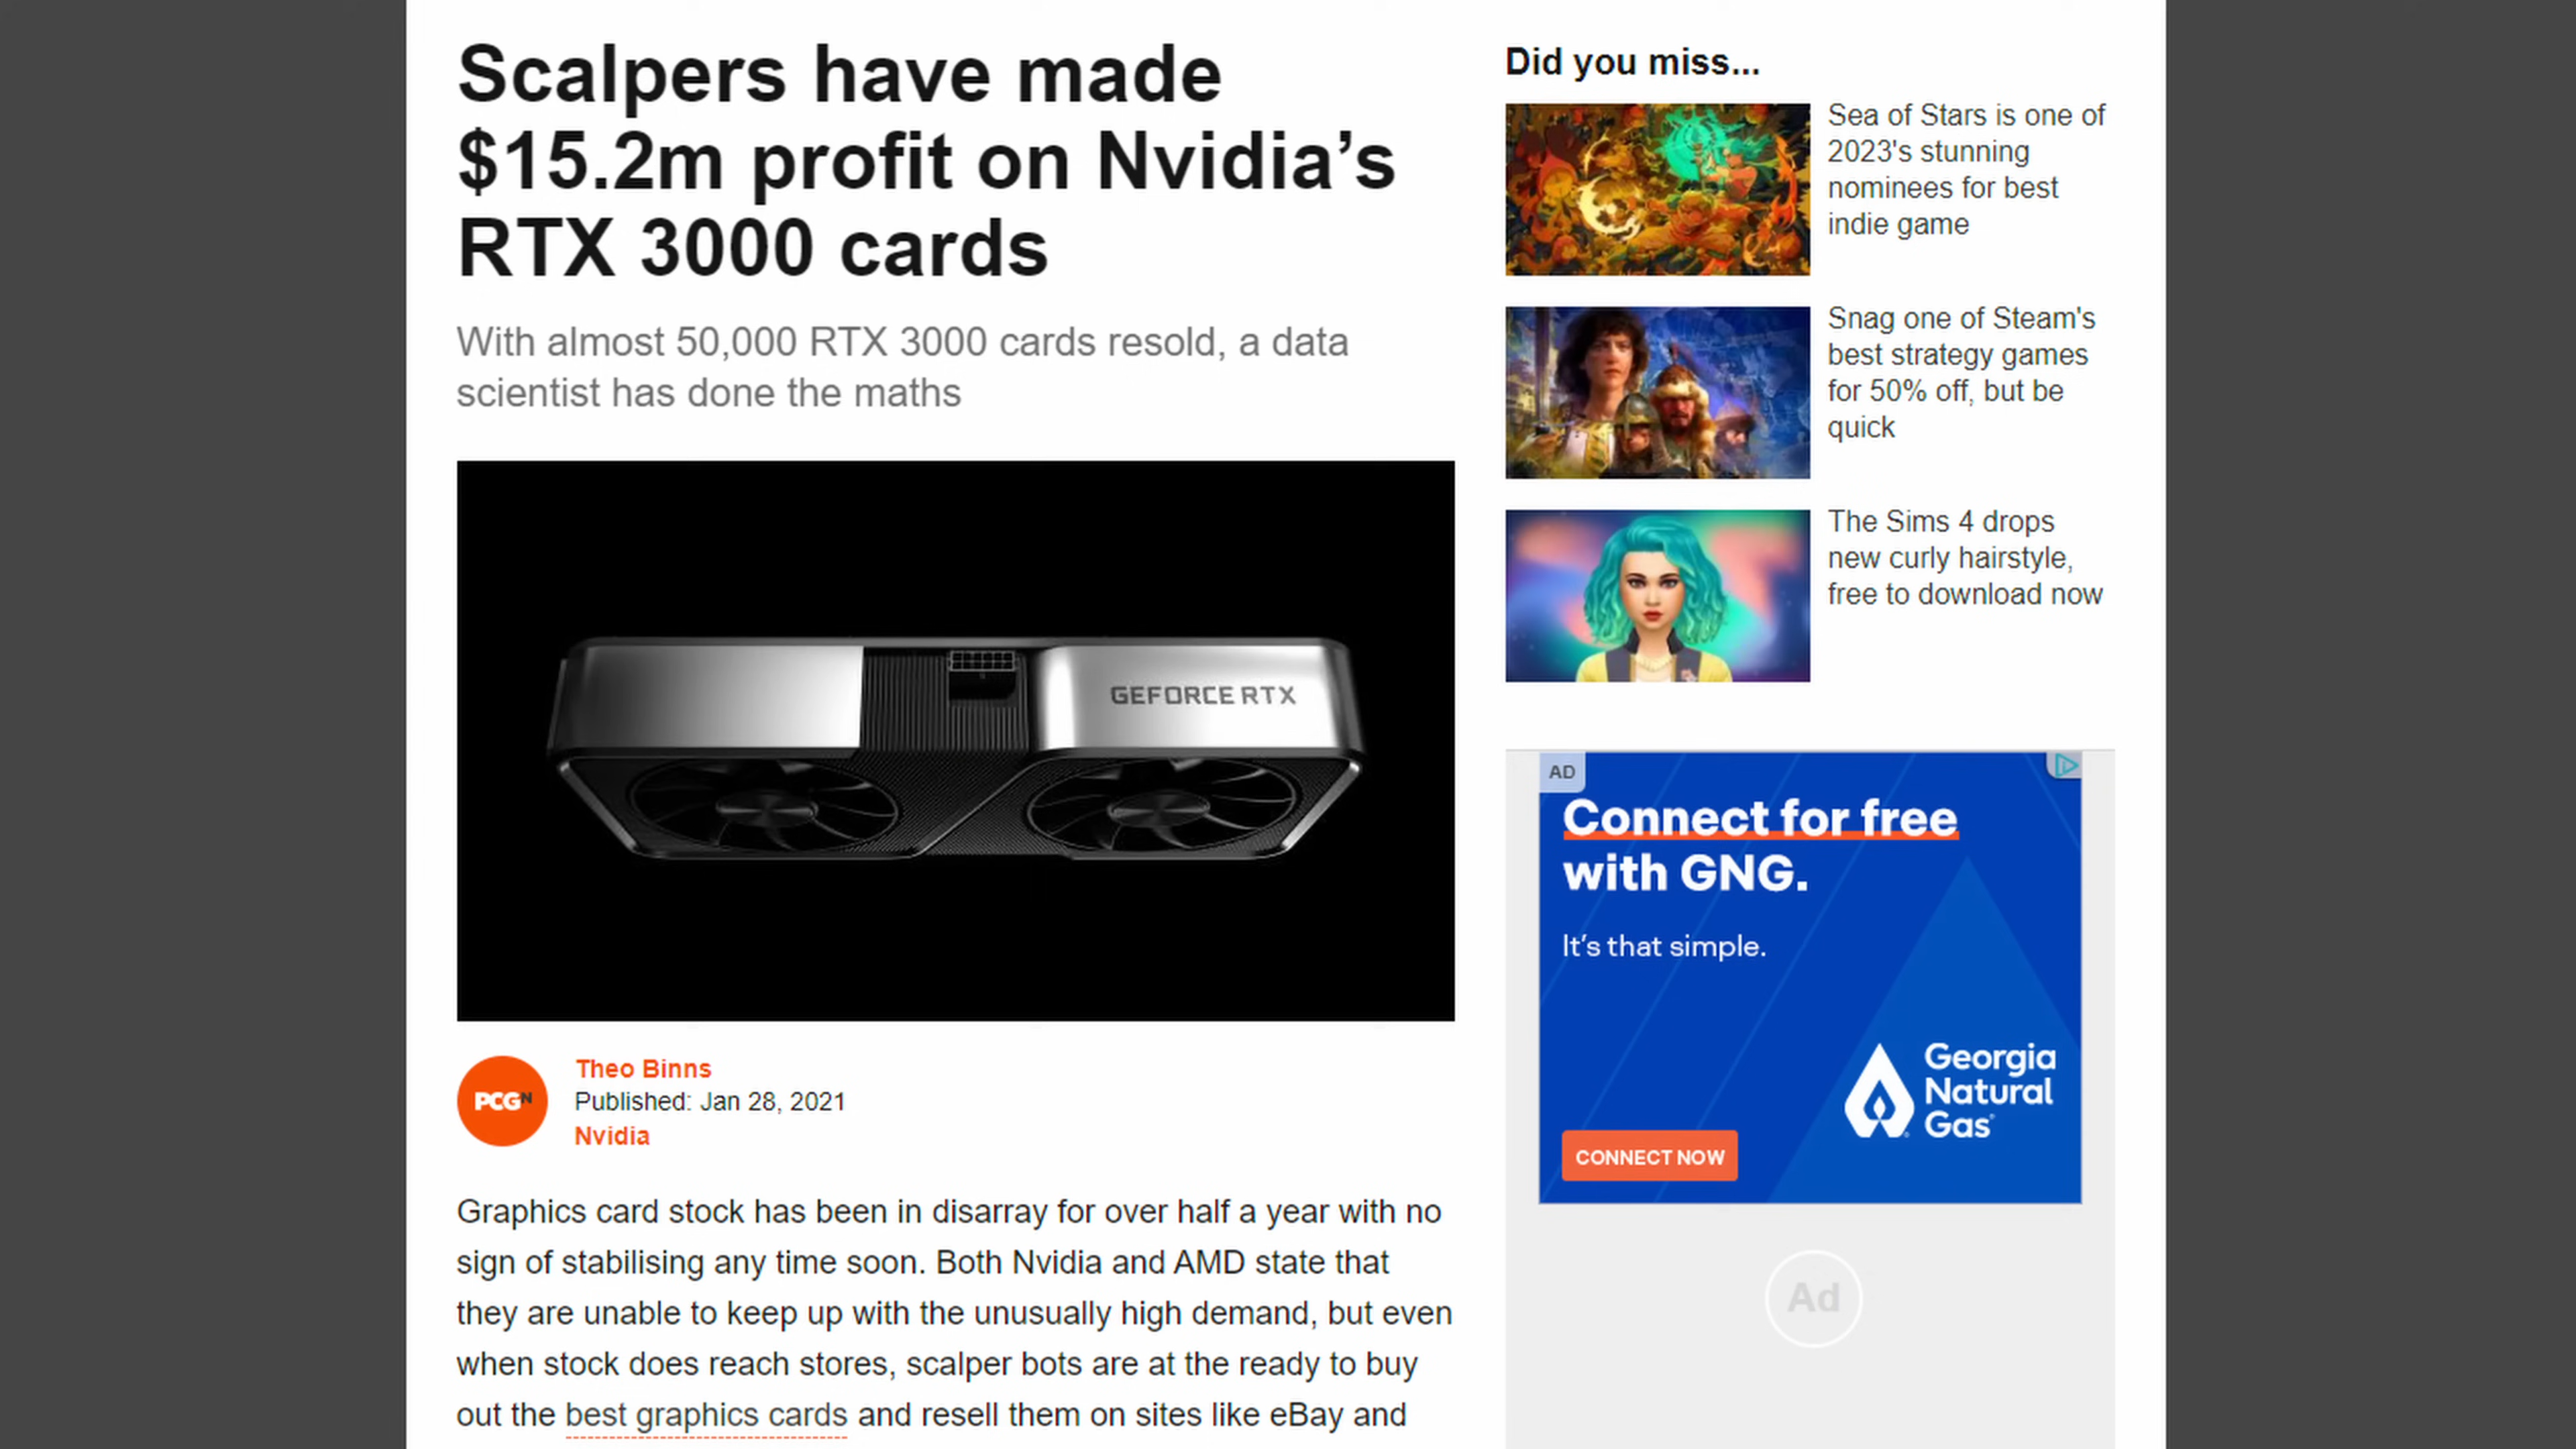 Scalpers have made
$15.2m profit on Nvidia’s
RTX 3000 cards
With almost 50,000 RTX 3000 cards resold, a data
scientist has done the maths
GEFORCE RTX
PCGN
Theo Binns
Published: Jan 28, 2021
Nvidia
Graphics card stock has been in disarray for over half a year with no
sign of stabilising any time soon. Both Nvidia and AMD state that
they are unable to keep up with the unusually high demand, but even
when stock does reach stores, scalper bots are at the ready to buy
out the best graphics cards and resell them on sites like eBay and
Did you miss...
Sea of Stars is one of
2023's stunning
nominees for best
indie game
Snag one of Steam's
best strategy games
for 50% off, but be
quick
The Sims 4 drops
new curly hairstyle,
free to download now
AD
Connect for free
with GNG.
It’s that simple.
Georgia
Natural
Gas
CONNECT NOW
Ad